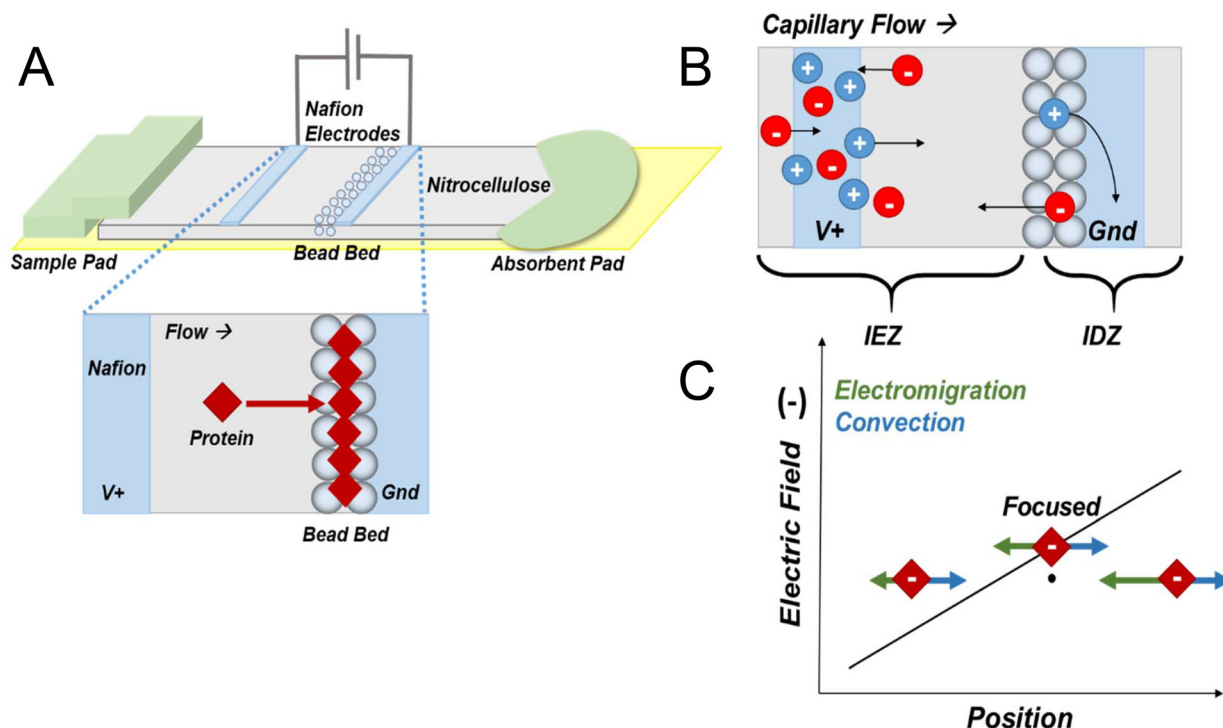 A
Nafion
Electrodes
Nitrocellulose
Sample Pad
Bead Bed
Absorbent Pad
Flow →
Nafion
Protein
V+
Gnd
Bead Bed
B
Capillary Flow →
+
-
+
-
-
+
+
+
-
+
-
-
V+
Gnd
IEZ
IDZ
C
(-)
Electric Field
Electromigration
Convection
Focused
-
-
-
Position